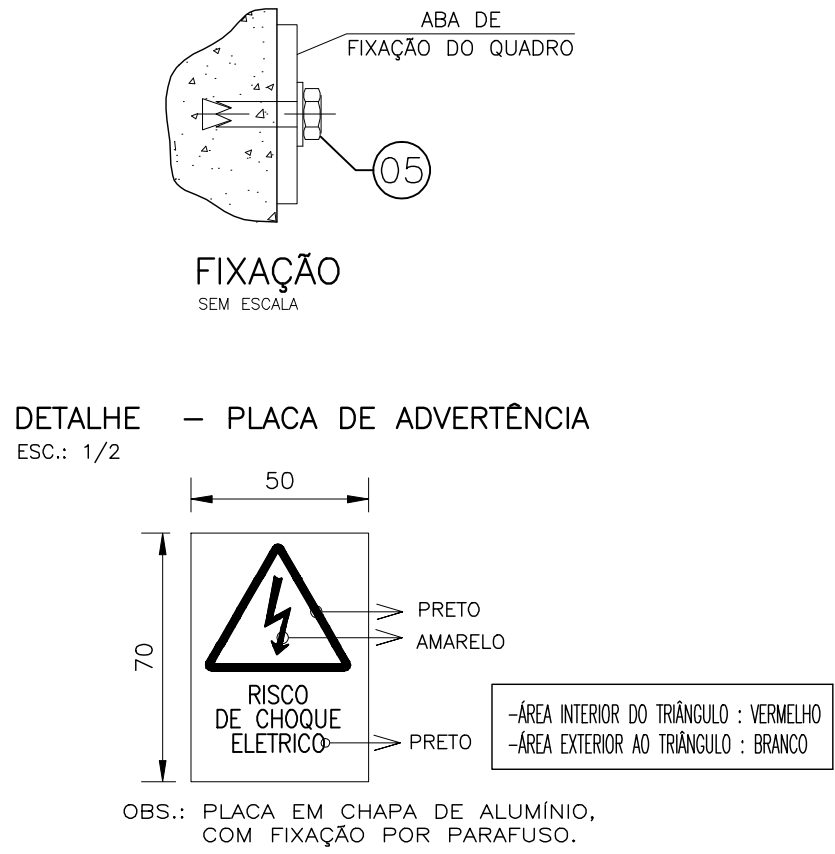 ABA DE
FIXAÇÃO DO QUADRO
05
FIXAÇÃO
SEM ESCALA
DETALHE - PLACA DE ADVERTÊNCIA
ESC.: 1/2
50
70
PRETO
AMARELO
RISCO
DE CHOQUE
ELETRICO
PRETO
-ÁREA INTERIOR DO TRIÂNGULO : VERMELHO
-ÁREA EXTERIOR AO TRIÂNGULO : BRANCO
OBS.: PLACA EM CHAPA DE ALUMÍNIO,
COM FIXAÇÃO POR PARAFUSO.